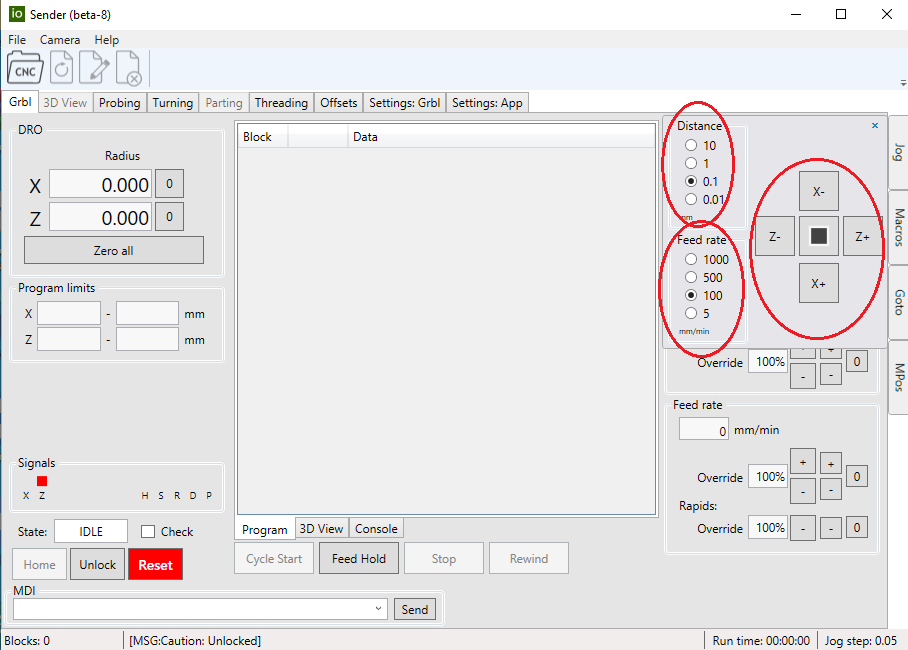 io Sender (beta-8)
File Camera Help
CNC
Grbl 3D View Probing Turning Parting Threading Offsets Settings: Grbl Settings: App
DRO
Radius
X 0.000 0
Z 0.000 0
Zero all
Program limits
X - mm
Z - mm
Signals
X Z H S R D P
State: IDLE Check
Home Unlock Reset
MDI
Send
Block Data
Program 3D View Console
Cycle Start Feed Hold Stop Rewind
Distance
10
1
0.1
0.01
Feed rate
1000
500
100
5
mm/min
x
X-
Z- Z+
X+
Jog
Macros
Goto
MPos
Override 100% - - 0
Feed rate
0 mm/min
+ +
Override 100% 0
- -
Rapids:
Override 100% - - 0
Blocks: 0 [MSG:Caution: Unlocked] Run time: 00:00:00 Jog step: 0.05